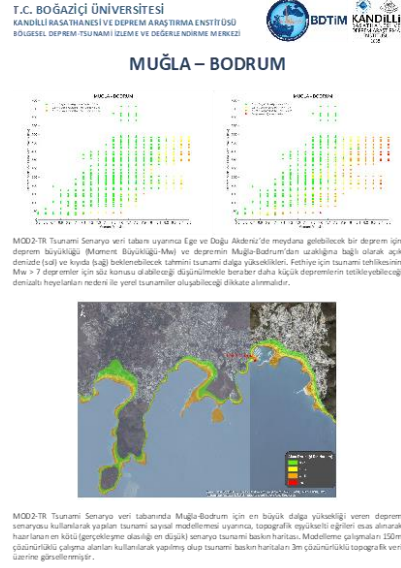 T.C. BOĞAZİÇİ ÜNİVERSİTESİ
KANDİLLİ RASATHANESİ VE DEPREM ARAŞTIRMA ENSTİTÜSÜ
BÖLGESEL DEPREM-TSUNAMİ İZLEME VE DEĞERLENDİRME MERKEZİ
BDTİM
KANDİLLİ
MUĞLA – BODRUM
MUĞLA - BODRUM
MUĞLA - BODRUM
MOD2-TR Tsunami Senaryo veri tabanı uyarınca Ege ve Doğu Akdeniz'de meydana gelebilecek bir deprem için
deprem büyüklüğü (Moment Büyüklüğü-Mw) ve depremin Muğla-Bodrum'dan uzaklığına bağlı olarak açık
denizde (sol) ve kıyıda (sağ) beklenebilecek tahmini tsunami dalga yükseklikleri. Fethiye için tsunami tehlikesinin
Mw > 7 depremler için söz konusu olabileceği düşünülmekle beraber daha küçük depremlerin tetikleyebileceği
denizaltı heyelanları nedeni ile yerel tsunamiler oluşabileceği dikkate alınmalıdır.
MOD2-TR Tsunami Senaryo veri tabanında Muğla-Bodrum için en büyük dalga yüksekliği veren deprem
senaryosu kullanılarak yapılan tsunami sayısal modellemesi uyarınca, topografik eşyükselti eğrileri esas alınarak
hazırlanan en kötü (gerçekleşme olasılığı en düşük) senaryo tsunami baskın haritası. Modelleme çalışmaları 150m
çözünürlüklü çalışma alanları kullanılarak yapılmış olup tsunami baskın haritaları 3m çözünürlüklü topografik veri
üzerine görselleşmiştir.